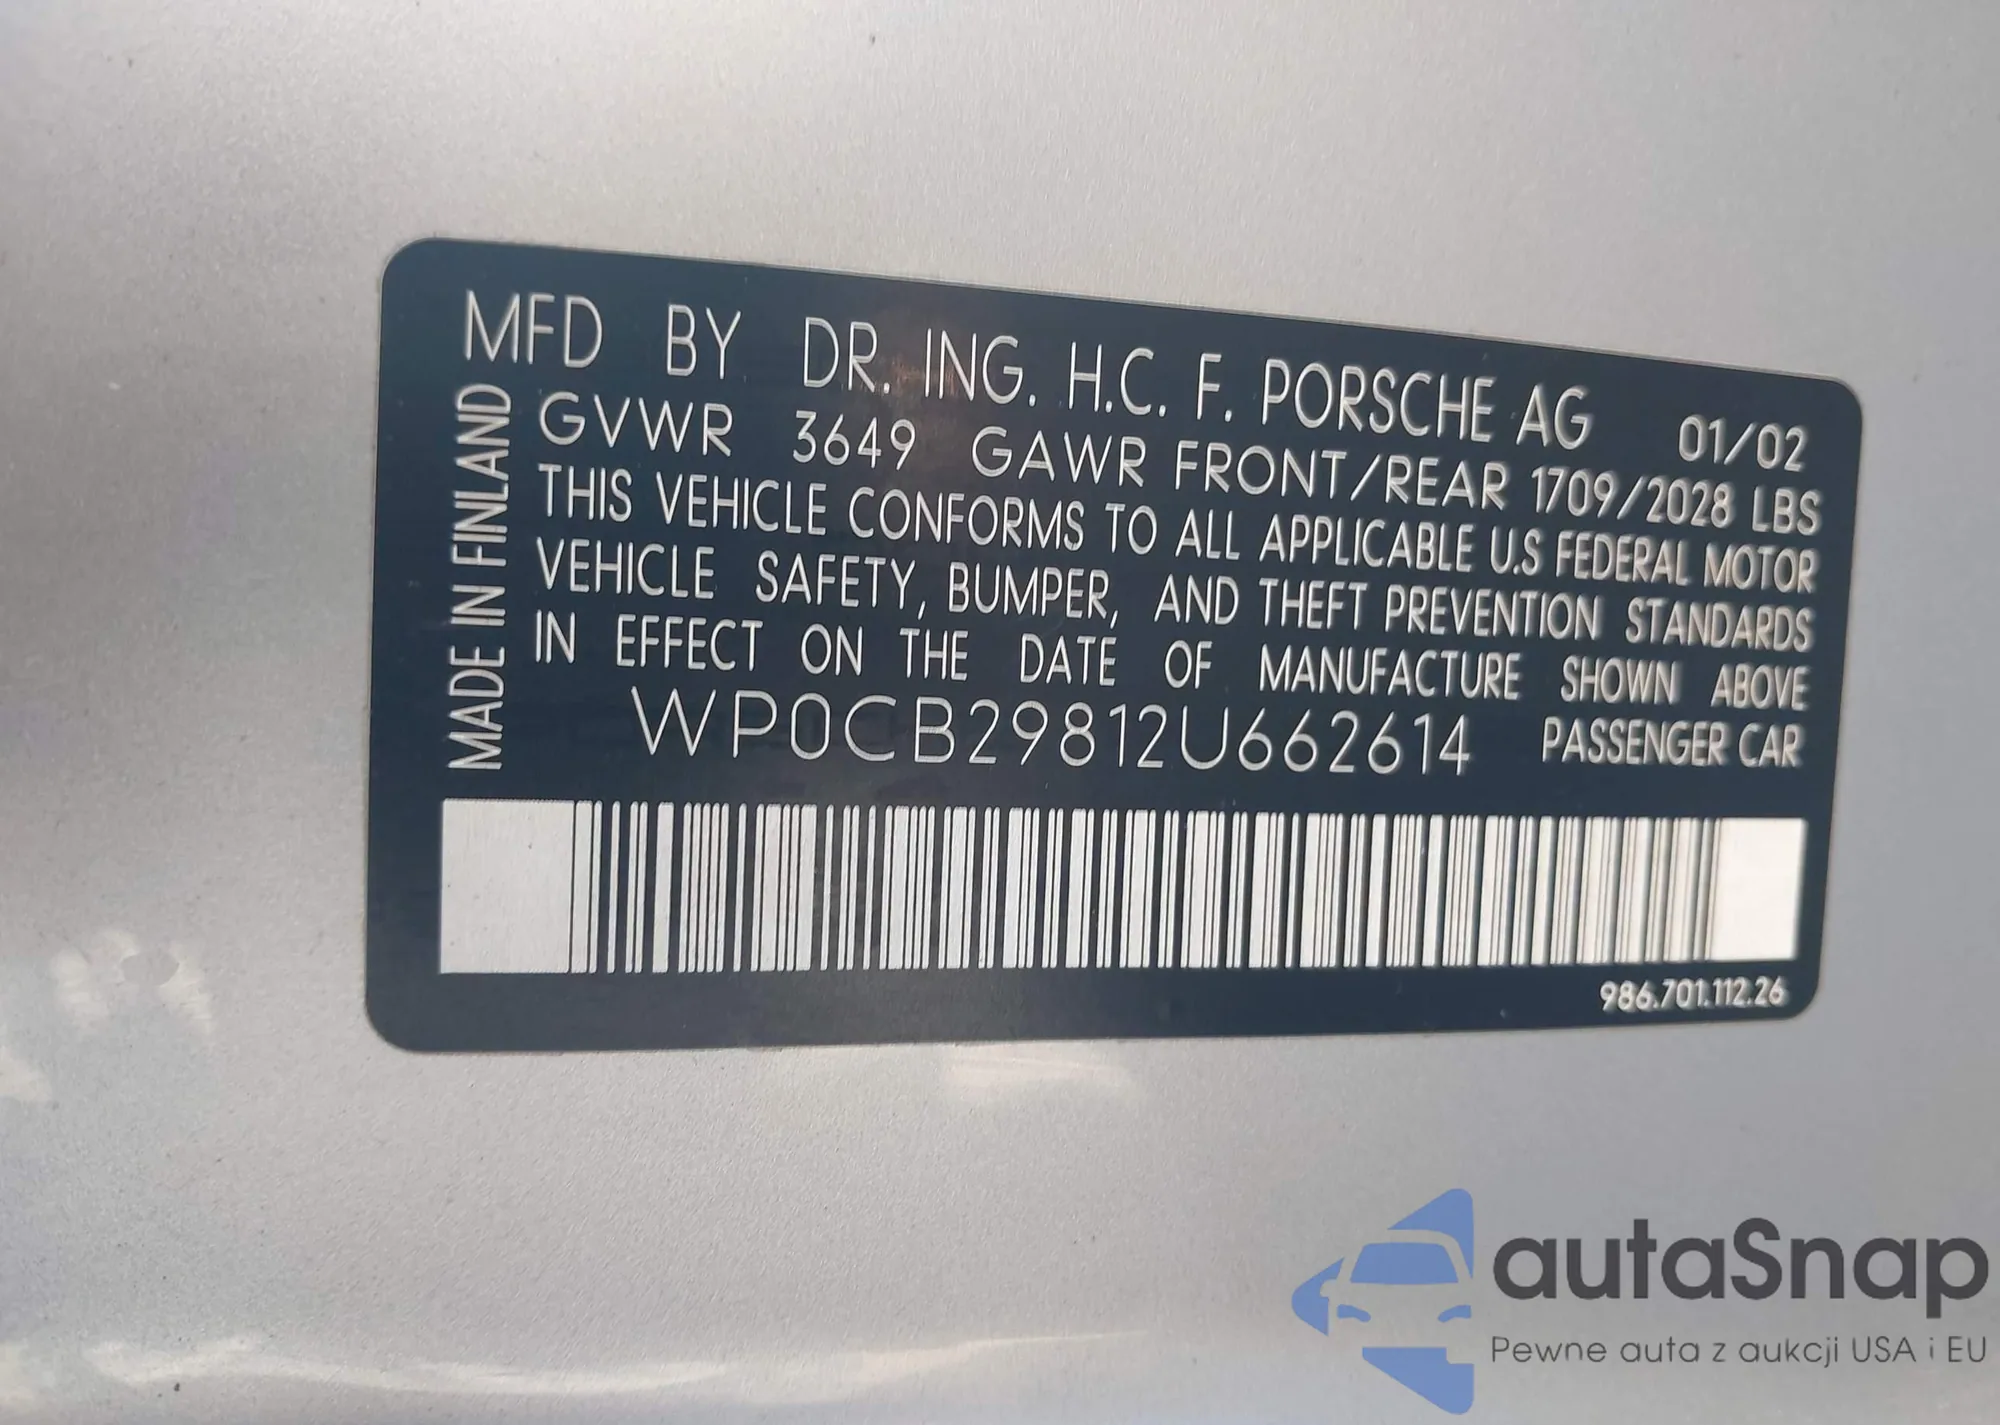 MFD BY DR. ING. H.C. F. PORSCHE AG 01/02
GVWR 3649 GAWR FRONT/REAR 1709/2028 LBS
THIS VEHICLE CONFORMS TO ALL APPLICABLE U.S FEDERAL MOTOR
VEHICLE SAFETY, BUMPER, AND THEFT PREVENTION STANDARDS
IN EFFECT ON THE DATE OF MANUFACTURE SHOWN ABOVE
WP0CB29812U662614 PASSENGER CAR
MADE IN FINLAND
986.701.112.26
autaSnap
Pewne auta z aukcji USA i EU